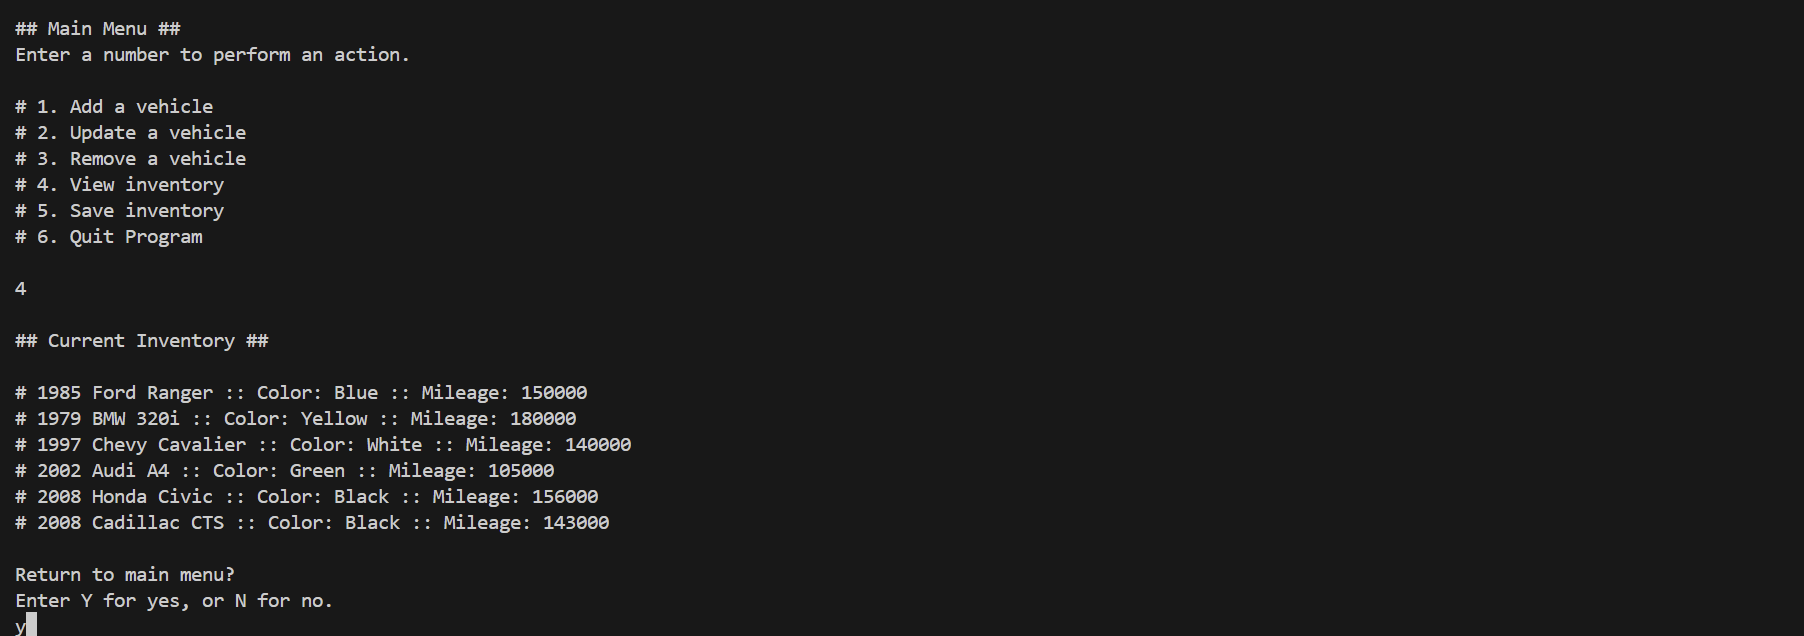 ## Main Menu ##
Enter a number to perform an action.
# 1. Add a vehicle
# 2. Update a vehicle
# 3. Remove a vehicle
# 4. View inventory
# 5. Save inventory
# 6. Quit Program
4
## Current Inventory ##
# 1985 Ford Ranger :: Color: Blue :: Mileage: 150000
# 1979 BMW 320i :: Color: Yellow :: Mileage: 180000
# 1997 Chevy Cavalier :: Color: White :: Mileage: 140000
# 2002 Audi A4 :: Color: Green :: Mileage: 105000
# 2008 Honda Civic :: Color: Black :: Mileage: 156000
# 2008 Cadillac CTS :: Color: Black :: Mileage: 143000
Return to main menu?
Enter Y for yes, or N for no.
y